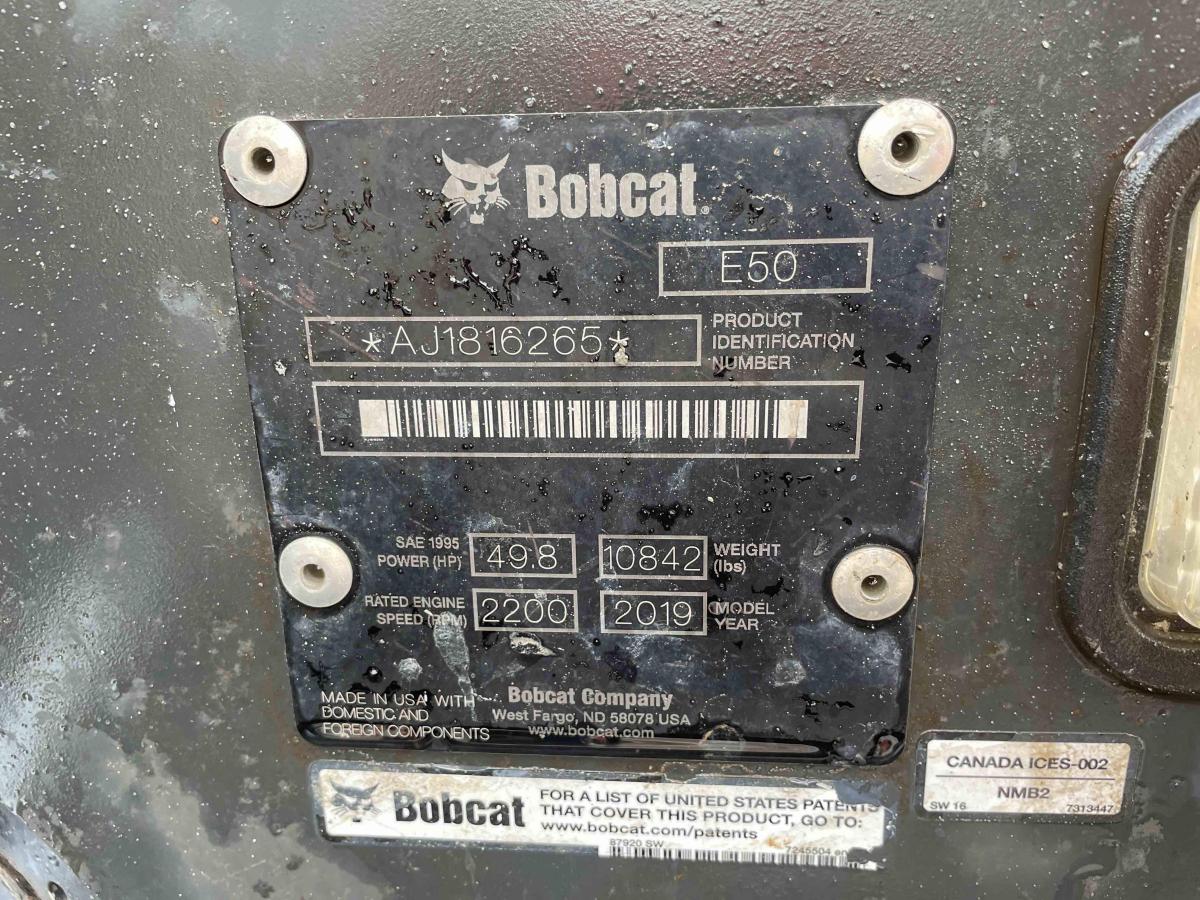 Bobcat®
E50
*AJ1816265*
PRODUCT
IDENTIFICATION
NUMBER
SAE 1995
POWER (HP)
49.8
10842
WEIGHT
(lbs)
RATED ENGINE
SPEED (RPM)
2200
2019
MODEL
YEAR
MADE IN USA WITH
DOMESTIC AND
FOREIGN COMPONENTS
Bobcat Company
West Fargo, ND 58078 USA
www.bobcat.com
Bobcat
FOR A LIST OF UNITED STATES PATENTS
THAT COVER THIS PRODUCT, GO TO:
www.bobcat.com/patents
87920 SW
7245504 en
CANADA ICES-002
NMB2
SW 16
7313447